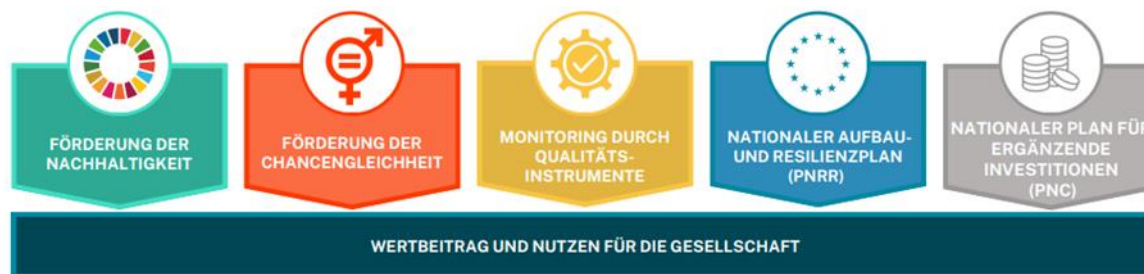 FÖRDERUNG DER
NACHHALTIGKEIT
FÖRDERUNG DER
CHANCENGLEICHHEIT
MONITORING DURCH
QUALITÄTS-
INSTRUMENTE
NATIONALER AUFBAU-
UND RESILIENZPLAN
(PNRR)
NATIONALER PLAN FÜR
ERGÄNZENDE
INVESTITIONEN
(PNC)
WERTBEITRAG UND NUTZEN FÜR DIE GESELLSCHAFT